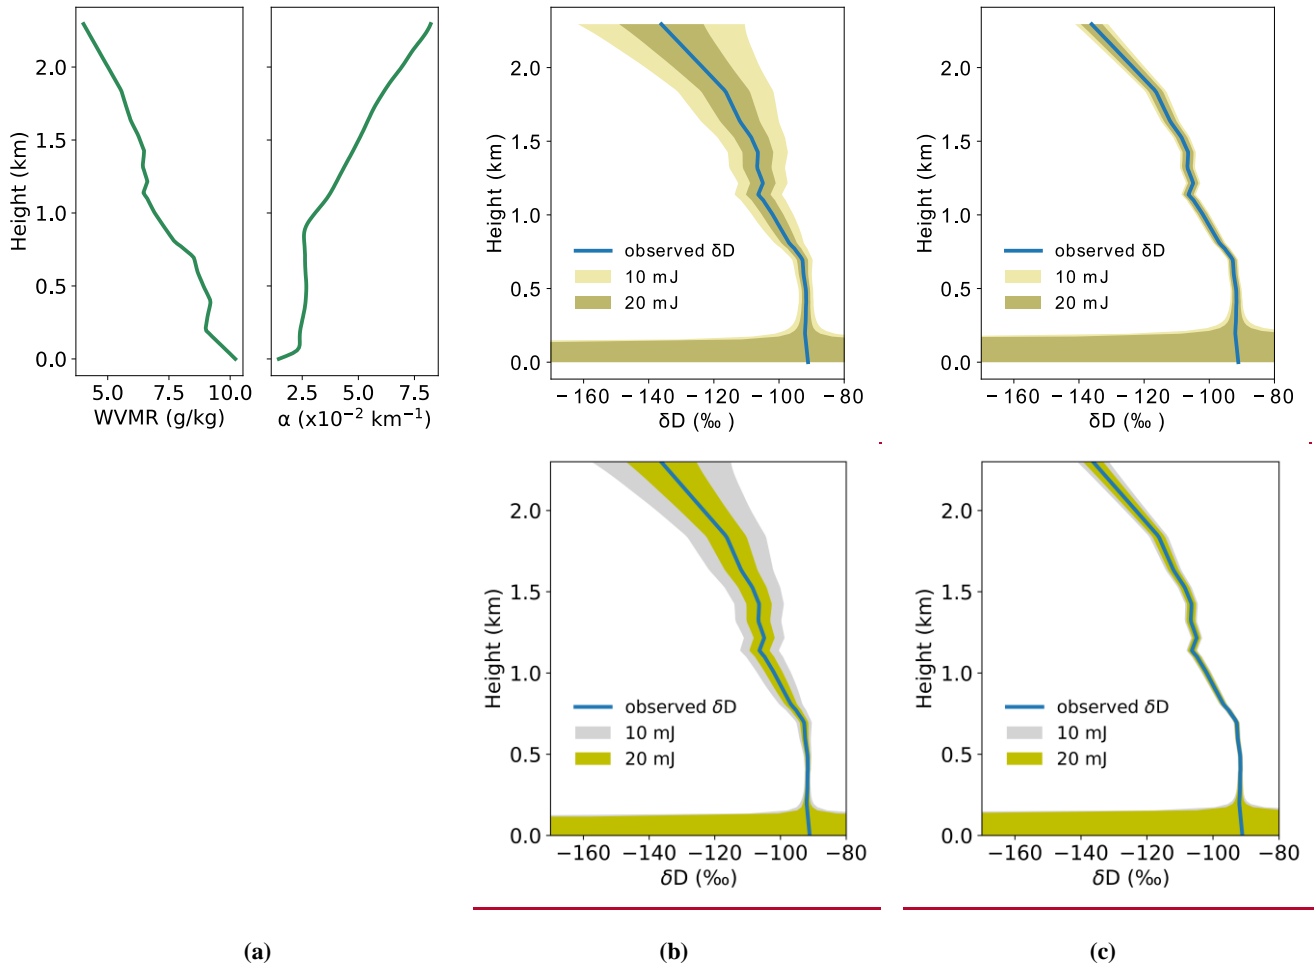 2.0
1.5
1.0
0.5
0.0
Height (km)
5.0 7.5 10.0
WVMR (g/kg)
2.5 5.0 7.5
α (x10⁻² km⁻¹)
2.0
1.5
1.0
0.5
0.0
Height (km)
observed δD
10 mJ
20 mJ
−160 −140 −120 −100 −80
δD (‰ )
2.0
1.5
1.0
0.5
0.0
Height (km)
observed δD
10 mJ
20 mJ
−160 −140 −120 −100 −80
δD (‰ )
2.0
1.5
1.0
0.5
0.0
Height (km)
observed δD
10 mJ
20 mJ
−160 −140 −120 −100 −80
δD (‰)
2.0
1.5
1.0
0.5
0.0
Height (km)
observed δD
10 mJ
20 mJ
−160 −140 −120 −100 −80
δD (‰)
(a) (b) (c)